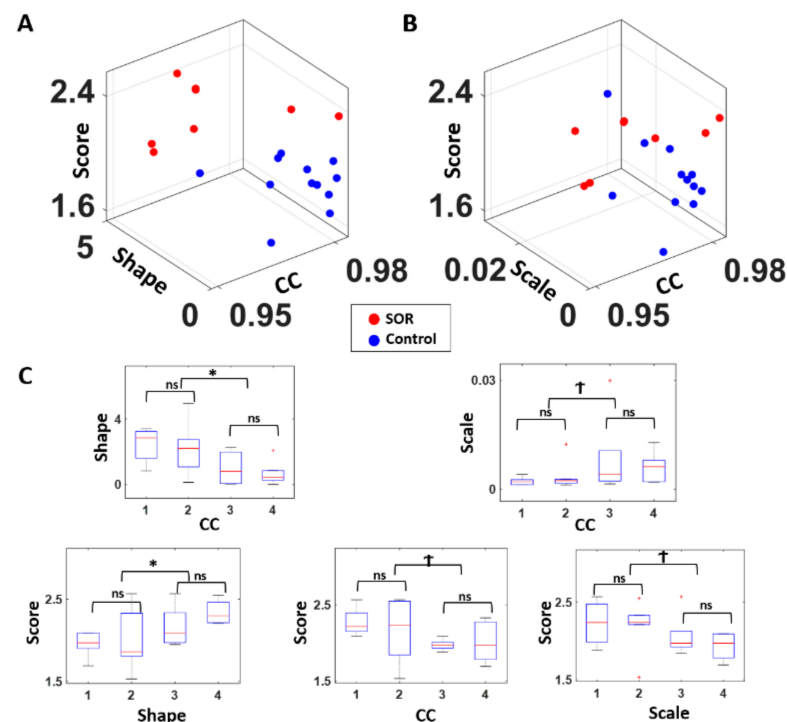 A
B
2.4
Score
1.6
5
Shape
0
0.95
CC
0.98
2.4
Score
1.6
0.02
Scale
0
0.95
CC
0.98
SOR
Control
C
Shape
4
0
ns
*
ns
1 2 3 4
CC
Scale
0.03
0
ns
†
ns
1 2 3 4
CC
Score
2.5
1.5
ns
*
ns
1 2 3 4
Shape
Score
2.5
1.5
ns
†
ns
1 2 3 4
CC
Score
2.5
1.5
ns
†
ns
1 2 3 4
Scale